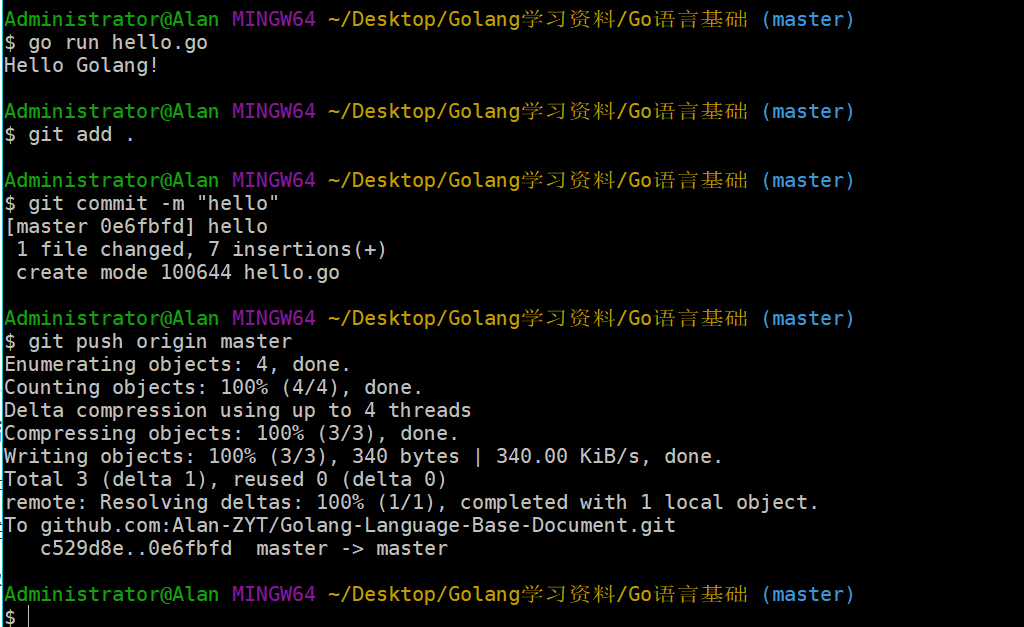 Administrator@Alan MINGW64 ~/Desktop/Golang学习资料/Go语言基础 (master)
$ go run hello.go
Hello Golang!
Administrator@Alan MINGW64 ~/Desktop/Golang学习资料/Go语言基础 (master)
$ git add .
Administrator@Alan MINGW64 ~/Desktop/Golang学习资料/Go语言基础 (master)
$ git commit -m "hello"
[master 0e6fbfd] hello
 1 file changed, 7 insertions(+)
 create mode 100644 hello.go
Administrator@Alan MINGW64 ~/Desktop/Golang学习资料/Go语言基础 (master)
$ git push origin master
Enumerating objects: 4, done.
Counting objects: 100% (4/4), done.
Delta compression using up to 4 threads
Compressing objects: 100% (3/3), done.
Writing objects: 100% (3/3), 340 bytes | 340.00 KiB/s, done.
Total 3 (delta 1), reused 0 (delta 0)
remote: Resolving deltas: 100% (1/1), completed with 1 local object.
To github.com:Alan-ZYT/Golang-Language-Base-Document.git
   c529d8e..0e6fbfd  master -> master
Administrator@Alan MINGW64 ~/Desktop/Golang学习资料/Go语言基础 (master)
$